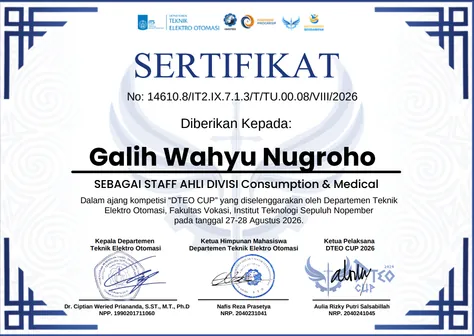 DEPARTEMEN
TEKNIK
ELEKTRO OTOMASI
SERTIFIKAT
No: 14610.8/IT2.IX.7.1.3/T/TU.00.08/VIII/2026
Diberikan Kepada:
Galih Wahyu Nugroho
SEBAGAI STAFF AHLI DIVISI Consumption & Medical
Dalam ajang kompetisi "DTEO CUP" yang diselenggarakan oleh Departemen Teknik
Elektro Otomasi, Fakultas Vokasi, Institut Teknologi Sepuluh Nopember
pada tanggal 27-28 Agustus 2026.
Kepala Departemen
Teknik Elektro Otomasi
Ketua Himpunan Mahasiswa
Departemen Teknik Elektro Otomasi
Ketua Pelaksana
DTEO CUP 2026
DTEO
CUP
Dr. Ciptian Weried Priananda, S.ST., M.T., Ph.D
NPP. 1990201711060
Nafis Reza Prasetya
NRP. 2040231041
Aulia Rizky Putri Salsabillah
NRP. 2040241045